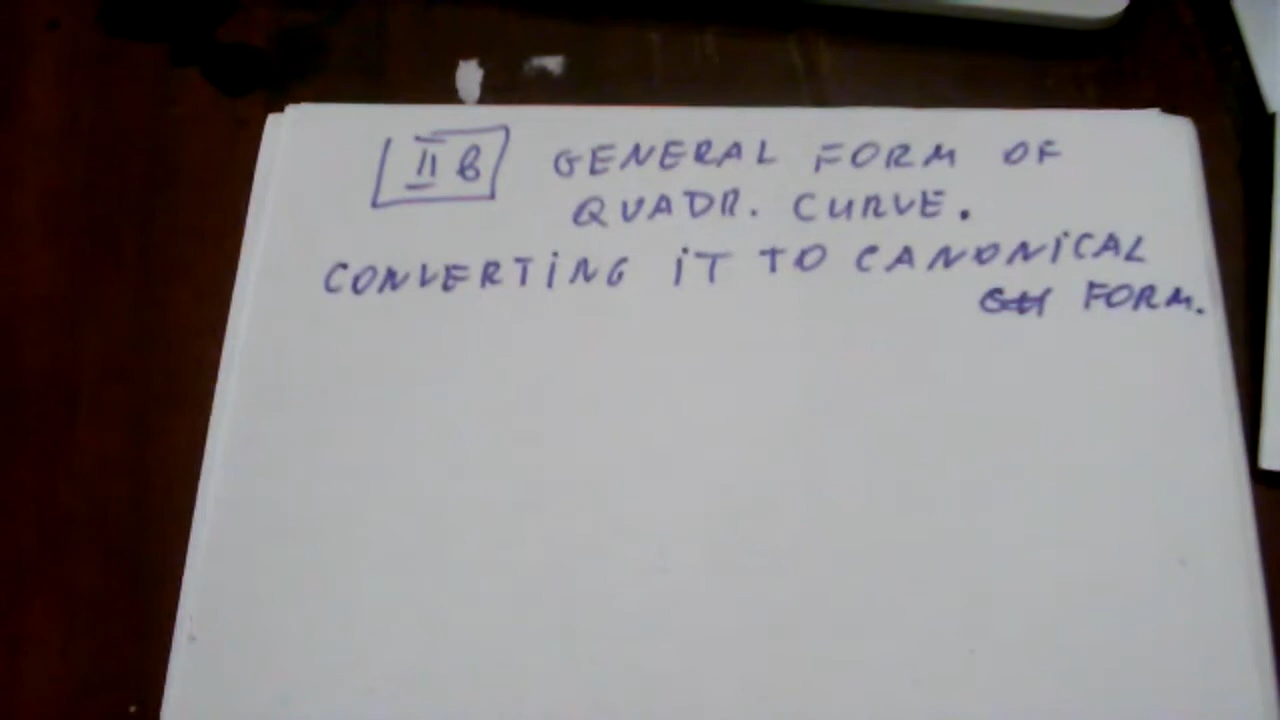 II B GENERAL FORM OF
QUADR. CURVE.
CONVERTING IT TO CANONICAL
FORM.